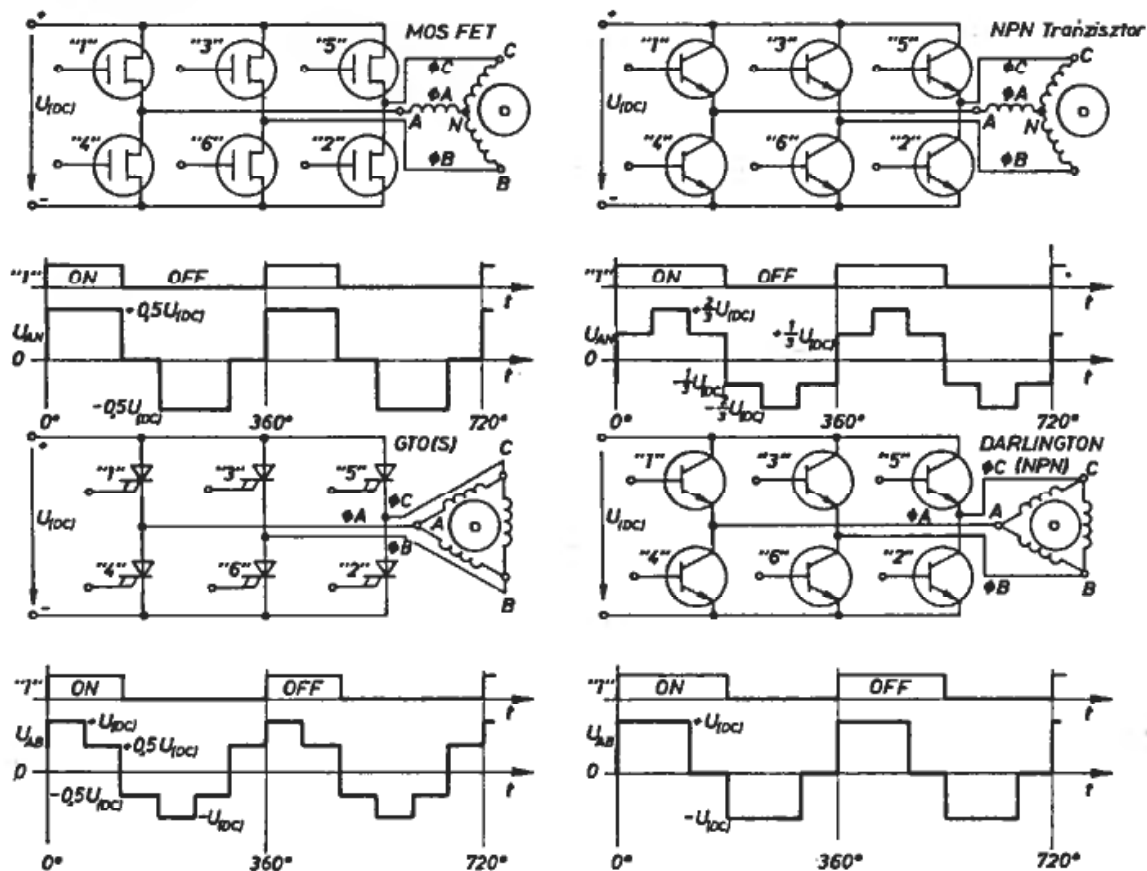 MOS FET
+
"1" "3" "5" C
ΦC
U(DC) ΦA
A N
"4" "6" "2" ΦB
B
-
NPN Tranzisztor
+
"1" "3" "5" C
ΦC
U(DC) ΦA
A N
"4" "6" "2" ΦB
-
"1" ON OFF t
+0,5U(DC)
UAN
0 t
-0,5U(DC)
0° 360° 720°
"1" ON OFF t
+2/3U(DC)
UAN +1/3U(DC)
0 t
-1/3U(DC)
-2/3U(DC)
0° 360° 720°
+ GTO(S) C
"1" "3" "5"
ΦC
U(DC) ΦA A
ΦB
"4" "6" "2"
- B
+ DARLINGTON
"1" "3" "5" ΦC (NPN) C
U(DC) ΦA A
"4" "6" "2" ΦB B
-
"1" ON OFF t
+U(DC)
UAB +0,5U(DC)
0 t
-0,5U(DC)
-U(DC)
0° 360° 720°
"1" ON OFF t
+U(DC)
UAB
0 t
-U(DC)
0° 360° 720°